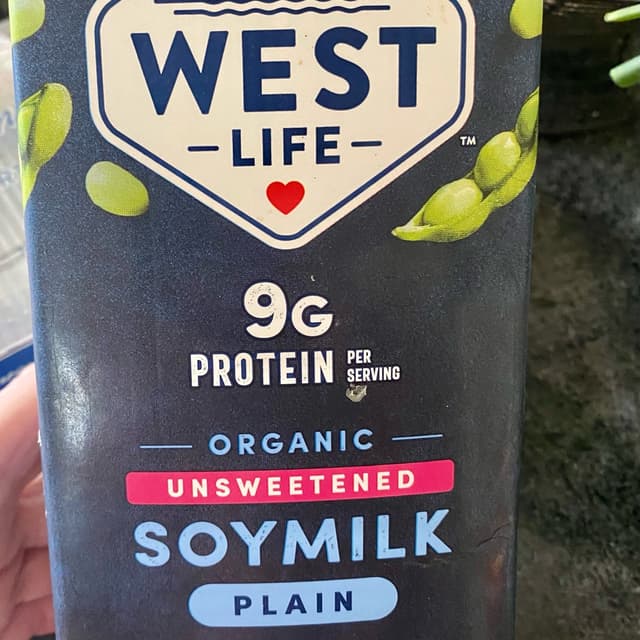 WEST
LIFE
TM
9G
PROTEIN PER SERVING
ORGANIC
UNSWEETENED
SOYMILK
PLAIN